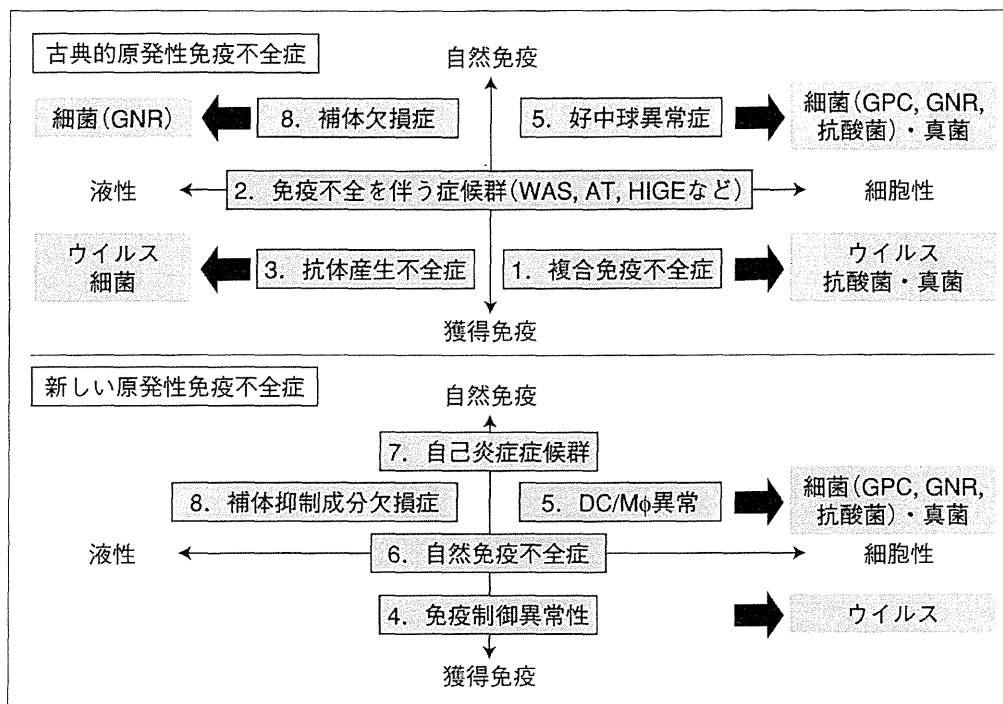 古典的原発性免疫不全症
自然免疫
細菌(GNR)
8. 補体欠損症
5. 好中球異常症
細菌(GPC, GNR,
抗酸菌)・真菌
液性
2. 免疫不全を伴う症候群(WAS, AT, HIGEなど)
細胞性
ウイルス
細菌
3. 抗体産生不全症
1. 複合免疫不全症
ウイルス
抗酸菌・真菌
獲得免疫
新しい原発性免疫不全症
自然免疫
7. 自己炎症症候群
8. 補体抑制成分欠損症
5. DC/Mφ異常
細菌(GPC, GNR,
抗酸菌)・真菌
液性
6. 自然免疫不全症
細胞性
4. 免疫制御異常性
ウイルス
獲得免疫